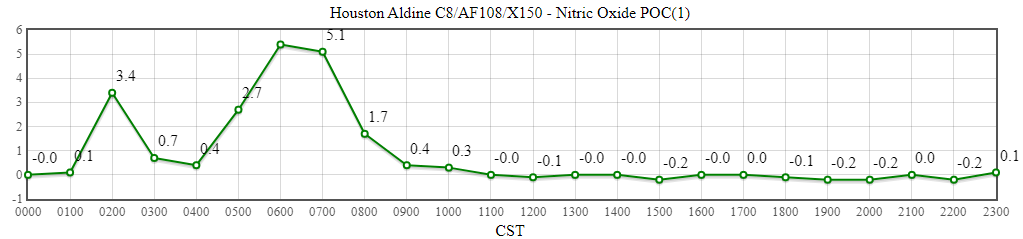 Houston Aldine C8/AF108/X150 - Nitric Oxide POC(1)
6
5
4
3
2
1
0
-1
-0.0 0.1 3.4 0.7 0.4 2.7 5.1 1.7 0.4 0.3 -0.0 -0.1 -0.0 -0.0 -0.2 -0.0 0.0 -0.1 -0.2 -0.2 0.0 -0.2 0.1
0000 0100 0200 0300 0400 0500 0600 0700 0800 0900 1000 1100 1200 1300 1400 1500 1600 1700 1800 1900 2000 2100 2200 2300
CST